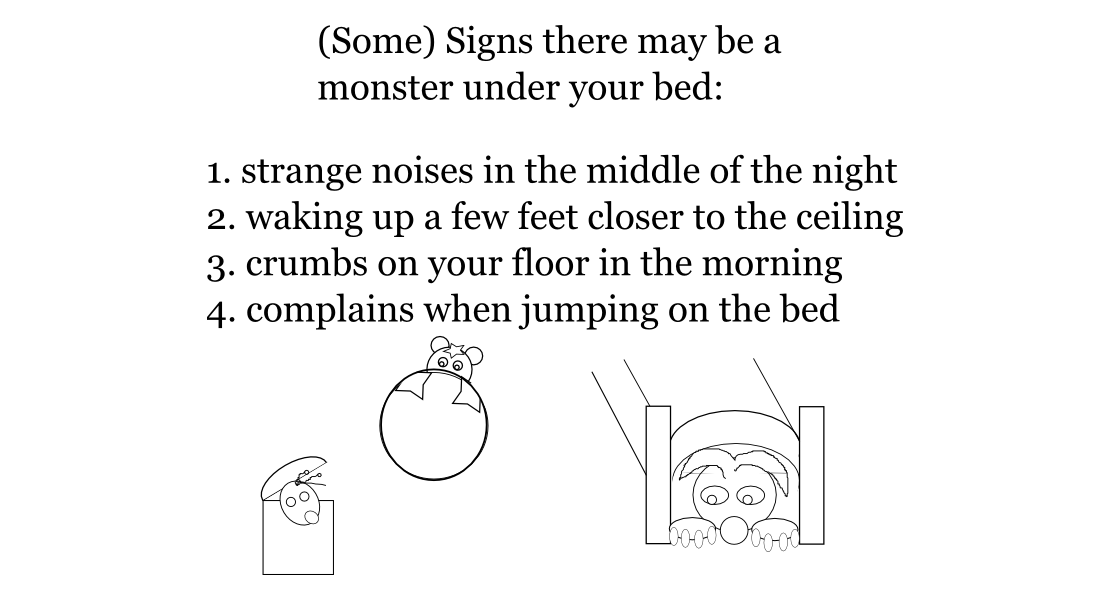 (Some) Signs there may be a
monster under your bed:
1. strange noises in the middle of the night
2. waking up a few feet closer to the ceiling
3. crumbs on your floor in the morning
4. complains when jumping on the bed